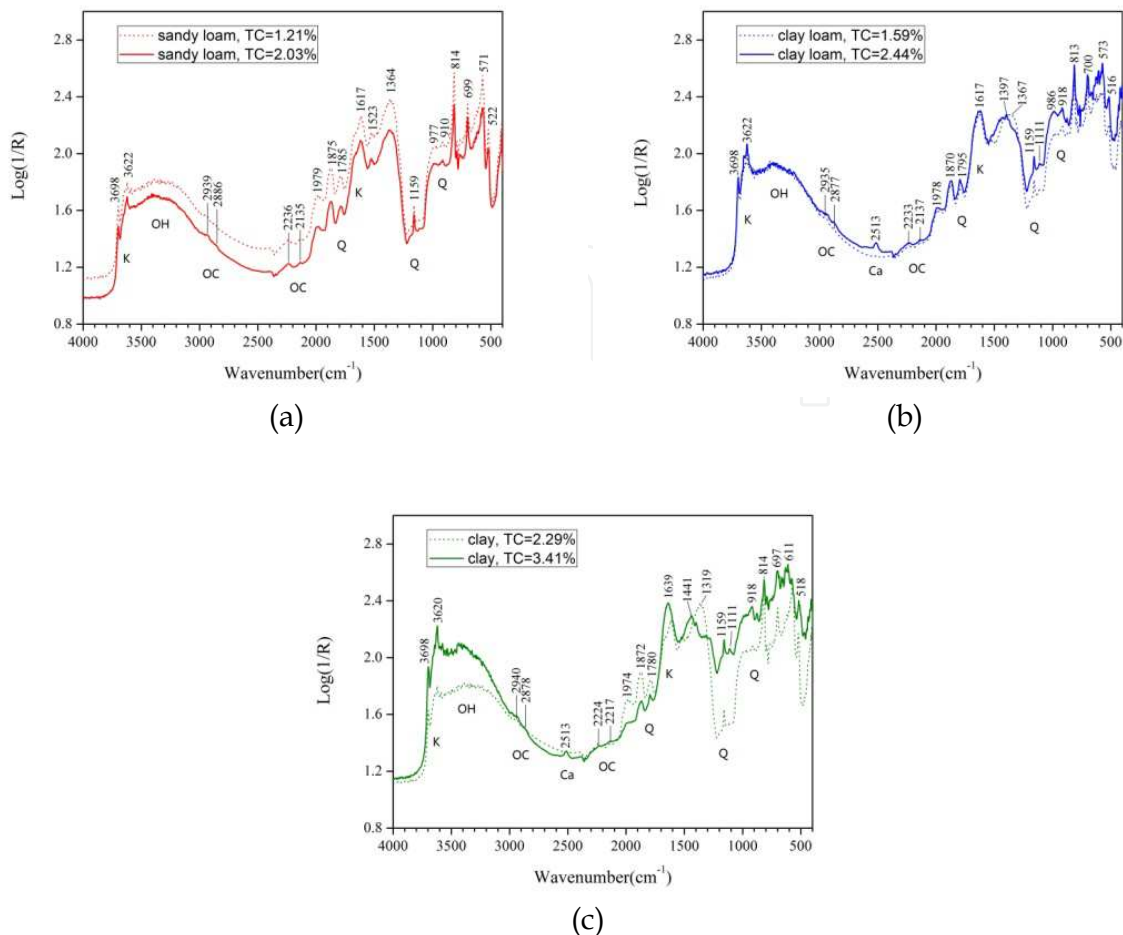 sandy loam, TC=1.21%
sandy loam, TC=2.03%
Log(1/R)
2.8
2.4
2.0
1.6
1.2
0.8
3698
3622
2939
2886
2236
2135
1979
1875
1785
1617
1523
1364
1159
977
910
814
699
571
522
K
OH
OC
OC
Q
K
Q
Q
4000 3500 3000 2500 2000 1500 1000 500
Wavenumber(cm⁻¹)
(a)
clay loam, TC=1.59%
clay loam, TC=2.44%
Log(1/R)
2.8
2.4
2.0
1.6
1.2
0.8
3698
3622
2935
2877
2513
2233
2137
1978
1870
1795
1617
1397
1367
1159
1111
986
918
813
700
573
516
K
OH
OC
Ca
OC
Q
K
Q
Q
4000 3500 3000 2500 2000 1500 1000 500
Wavenumber(cm⁻¹)
(b)
clay, TC=2.29%
clay, TC=3.41%
Log(1/R)
2.8
2.4
2.0
1.6
1.2
0.8
3698
3620
2940
2878
2513
2224
2217
1974
1872
1780
1639
1441
1319
1159
1111
918
814
697
611
518
K
OH
OC
Ca
OC
Q
K
Q
Q
4000 3500 3000 2500 2000 1500 1000 500
Wavenumber(cm⁻¹)
(c)